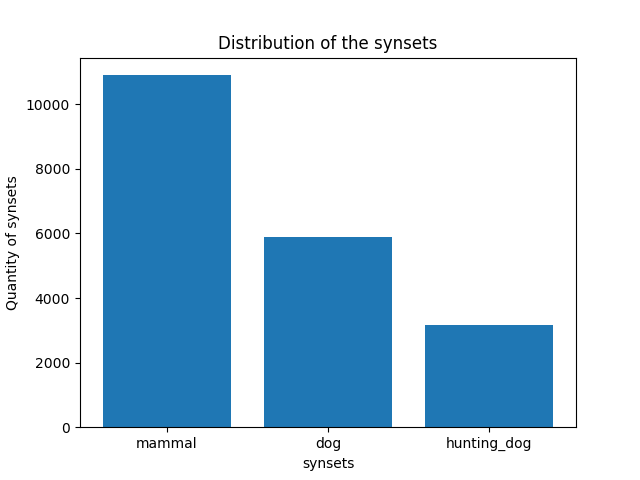 Distribution of the synsets
Quantity of synsets
10000
8000
6000
4000
2000
0
mammal
dog
hunting_dog
synsets